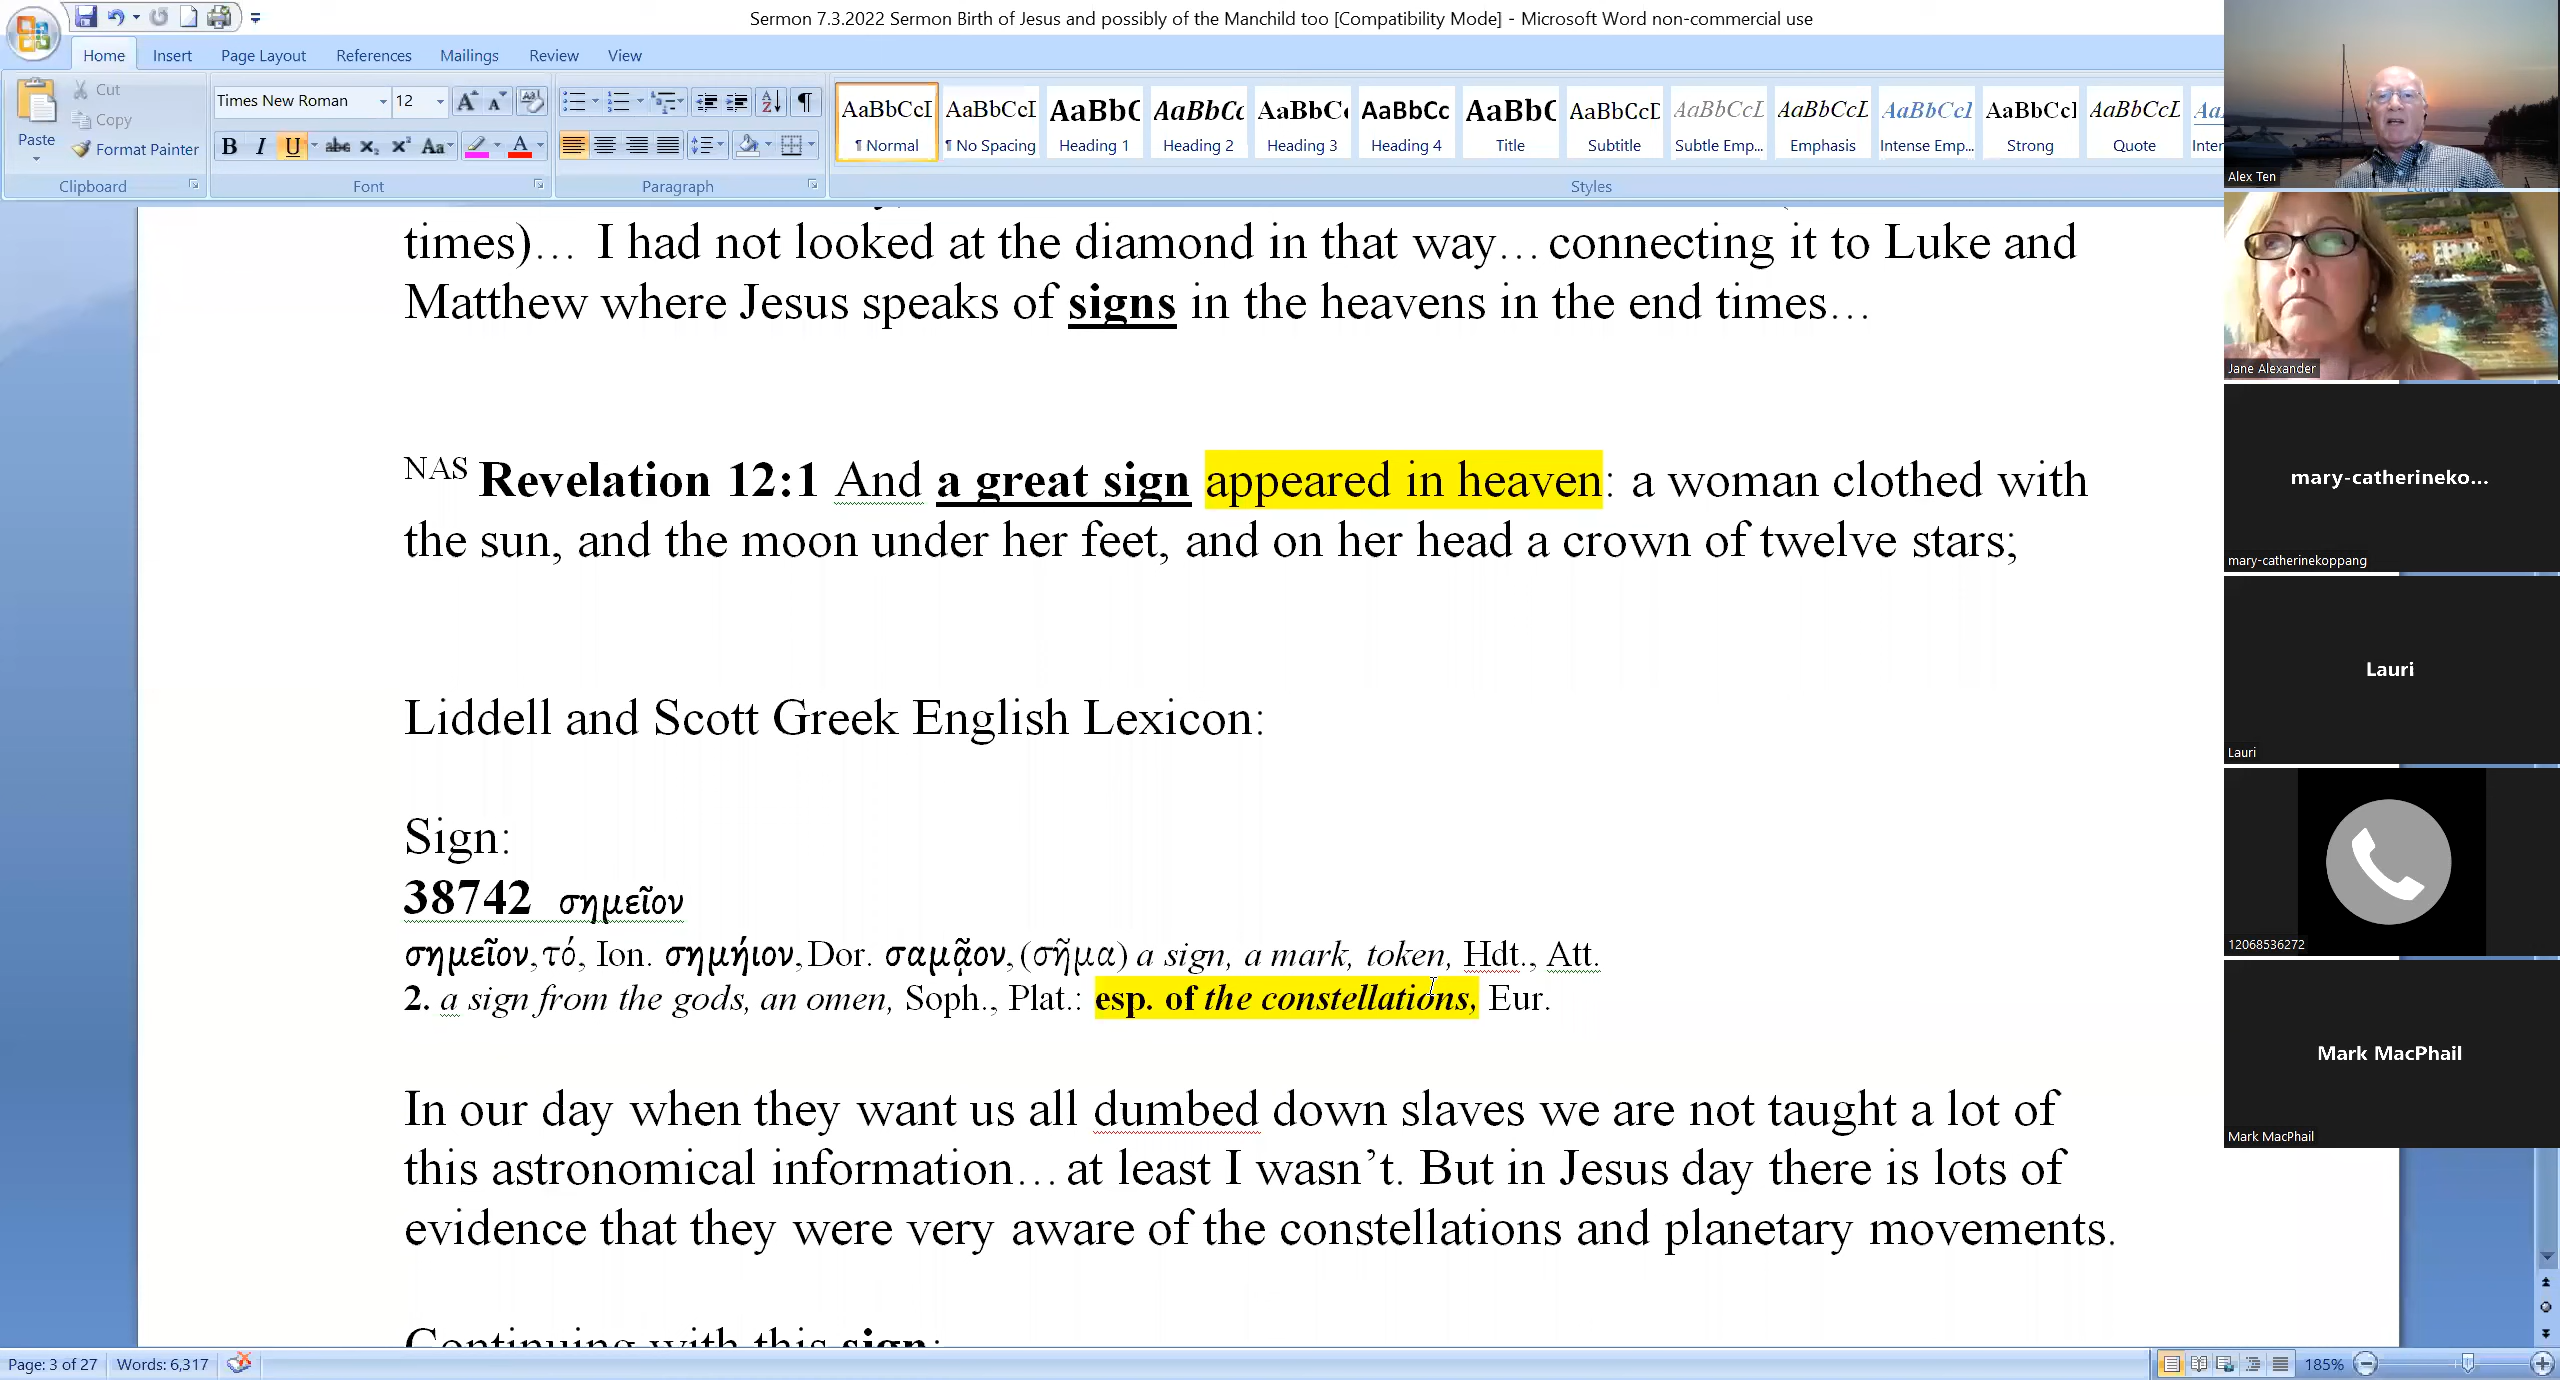 Sermon 7.3.2022 Sermon Birth of Jesus and possibly of the Manchild too [Compatibility Mode] - Microsoft Word non-commercial use
Home Insert Page Layout References Mailings Review View
Paste
Cut
Copy
Format Painter
Clipboard
Times New Roman 12
Font
Paragraph
¶ Normal ¶ No Spacing Heading 1 Heading 2 Heading 3 Heading 4 Title Subtitle Subtle Emp... Emphasis Intense Emp... Strong Quote
Styles
times)… I had not looked at the diamond in that way…connecting it to Luke and
Matthew where Jesus speaks of signs in the heavens in the end times…
NAS Revelation 12:1 And a great sign appeared in heaven: a woman clothed with
the sun, and the moon under her feet, and on her head a crown of twelve stars;
Liddell and Scott Greek English Lexicon:
Sign:
38742 σημεῖον
σημεῖον, τό, Ion. σημήιον, Dor. σαμᾷον, (σῆμα) a sign, a mark, token, Hdt., Att.
2. a sign from the gods, an omen, Soph., Plat.: esp. of the constellations, Eur.
In our day when they want us all dumbed down slaves we are not taught a lot of
this astronomical information…at least I wasn’t. But in Jesus day there is lots of
evidence that they were very aware of the constellations and planetary movements.
Continuing with this sign:
Page: 3 of 27 Words: 6,317
185%
Alex Ten
Jane Alexander
mary-catherineko...
mary-catherinekoppang
Lauri
Lauri
12068536272
Mark MacPhail
Mark MacPhail